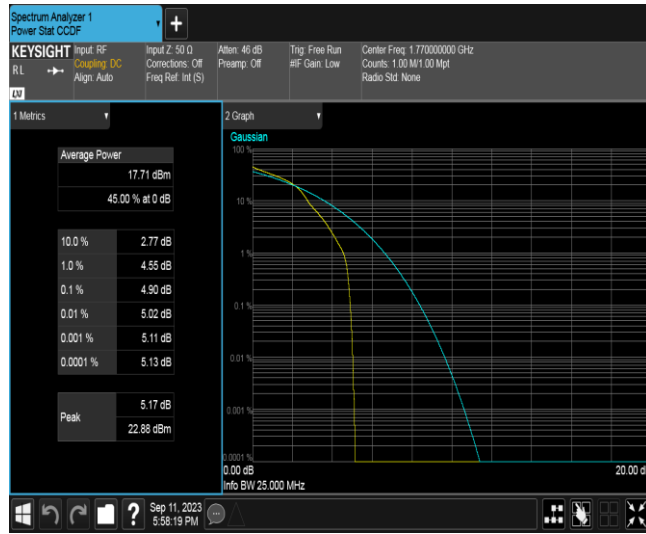 Spectrum Analyzer 1
Power Stat CCDF
KEYSIGHT
R L
LXI
Input: RF
Coupling: DC
Align: Auto
Input Z: 50 Ω
Corrections: Off
Freq Ref: Int (S)
Atten: 46 dB
Preamp: Off
Trig: Free Run
#IF Gain: Low
Center Freq: 1.770000000 GHz
Counts: 1.00 M/1.00 Mpt
Radio Std: None
1 Metrics
Average Power
17.71 dBm
45.00 % at 0 dB
10.0 % 2.77 dB
1.0 % 4.55 dB
0.1 % 4.90 dB
0.01 % 5.02 dB
0.001 % 5.11 dB
0.0001 % 5.13 dB
Peak
5.17 dB
22.88 dBm
2 Graph
Gaussian
100 %
10 %
1 %
0.1 %
0.01 %
0.001 %
0.0001 %
0.00 dB
20.00 d
Info BW 25.000 MHz
Sep 11, 2023
5:58:19 PM